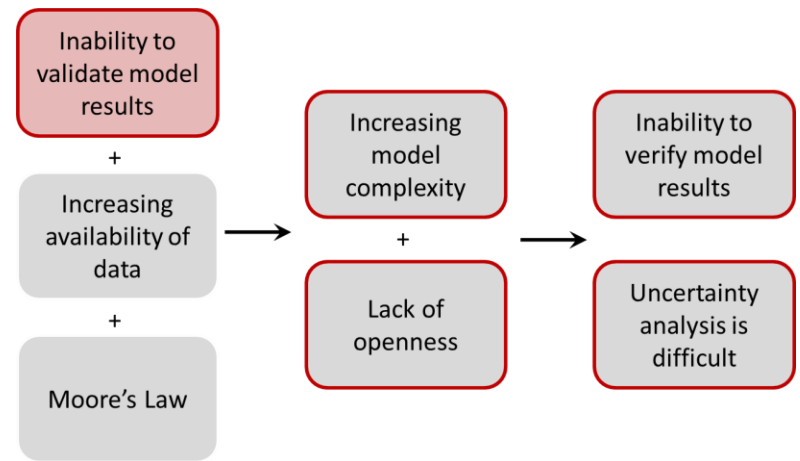 Inability to
validate model
results
+
Increasing
availability of
data
+
Moore's Law
Increasing
model
complexity
+
Lack of
openness
Inability to
verify model
results
Uncertainty
analysis is
difficult